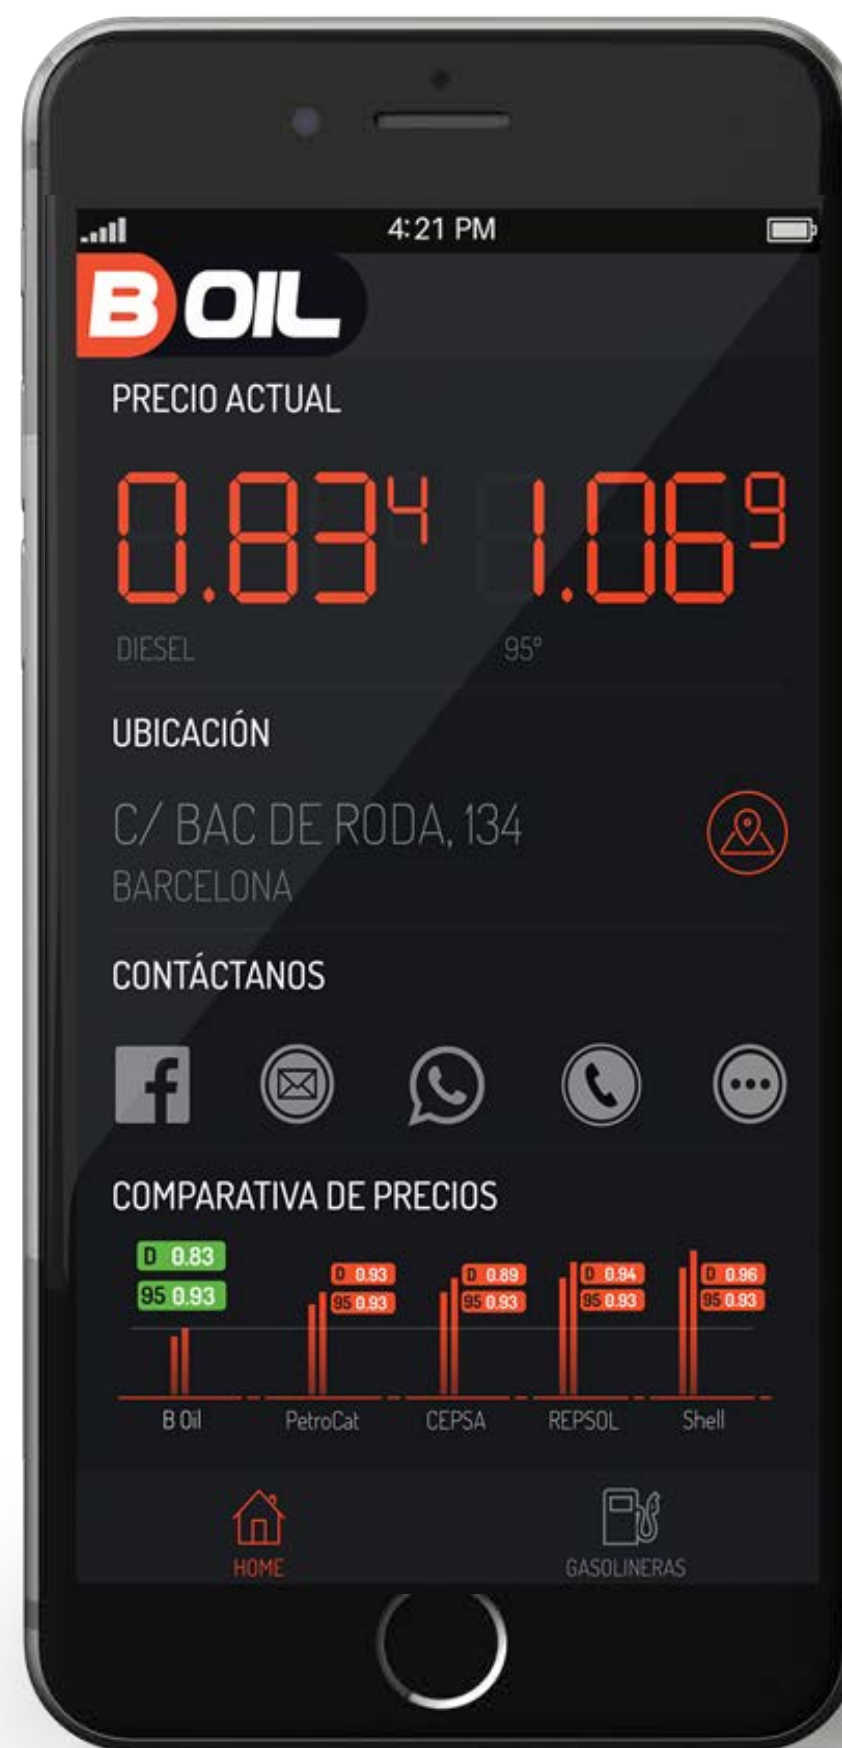 4:21 PM
B OIL
PRECIO ACTUAL
0.83⁴ 1.06⁹
DIESEL 95º
UBICACIÓN
C/ BAC DE RODA, 134
BARCELONA
CONTÁCTANOS
COMPARATIVA DE PRECIOS
D 0.83
95 0.93
D 0.93
95 0.93
D 0.89
95 0.93
D 0.94
95 0.93
D 0.96
95 0.93
B Oil PetroCat CEPSA REPSOL Shell
HOME GASOLINERAS